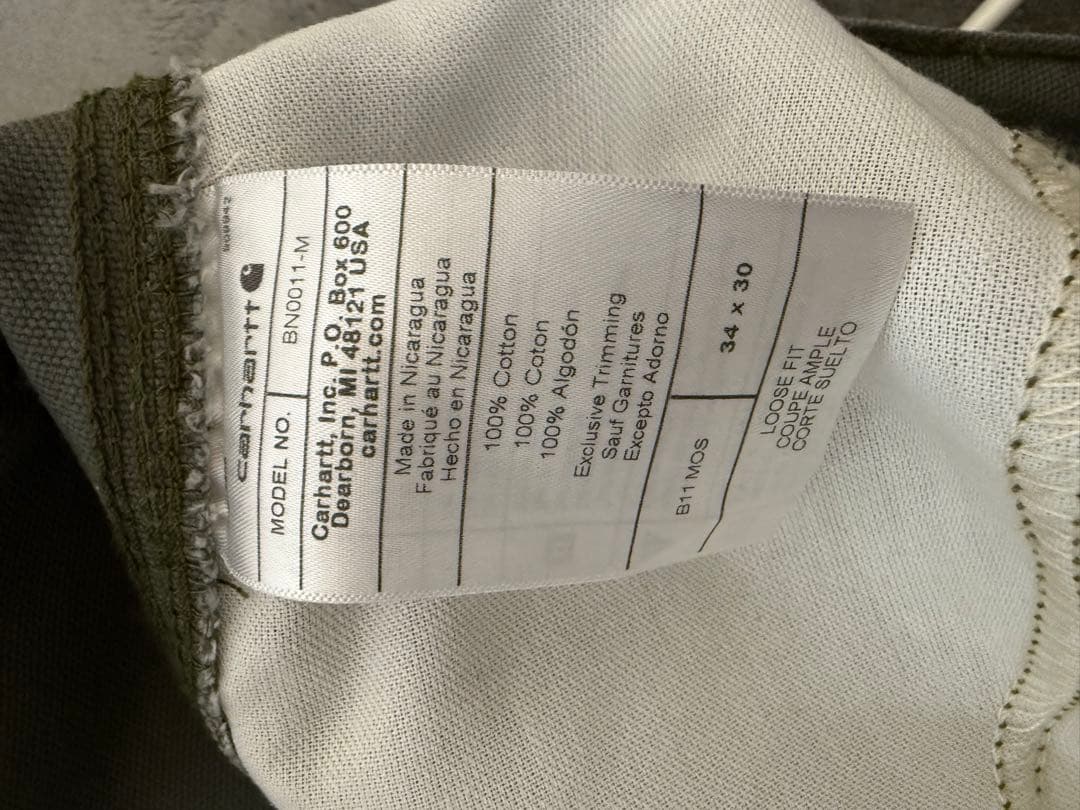 carhartt
MODEL NO. BN0011-M
Carhartt, Inc. P.O. Box 600
Dearborn, MI 48121 USA
carhartt.com
Made in Nicaragua
Fabriqué au Nicaragua
Hecho en Nicaragua
100% Cotton
100% Coton
100% Algodón
Exclusive Trimming
Sauf Garnitures
Excepto Adorno
B11 MOS 34 x 30
LOOSE FIT
COUPE AMPLE
CORTE SUELTO